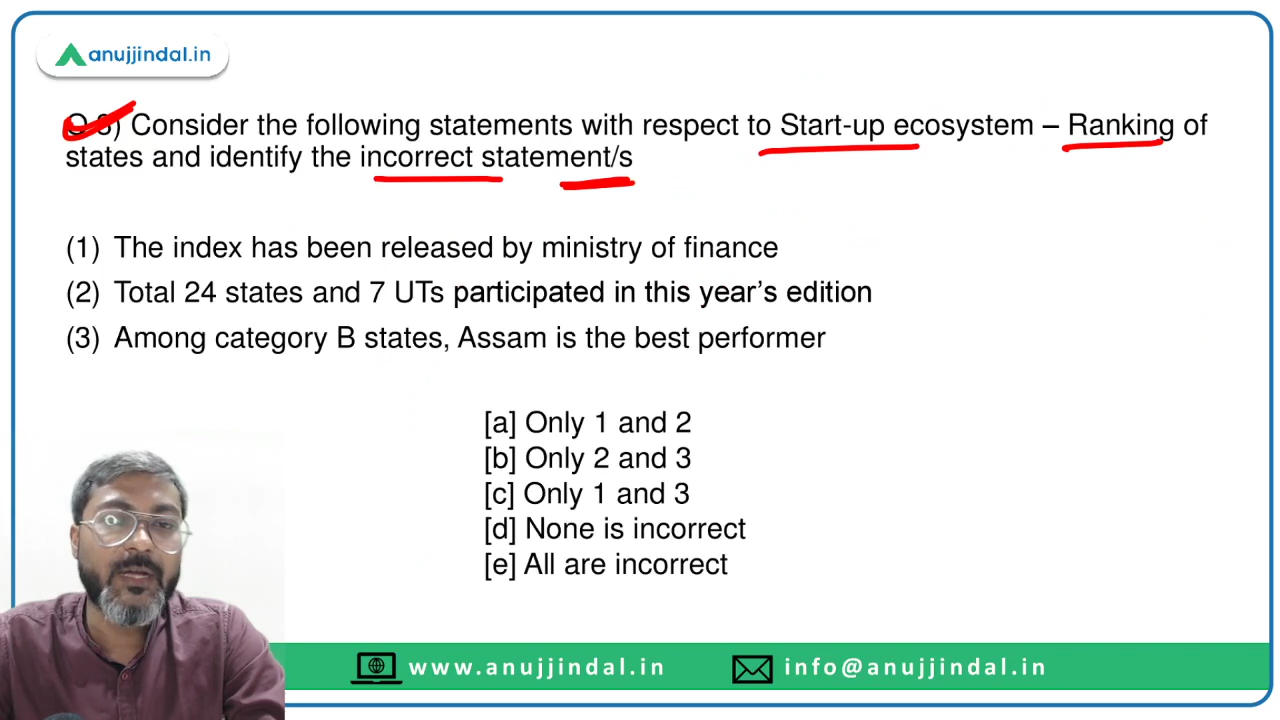 anujjindal.in
Q.8) Consider the following statements with respect to Start-up ecosystem – Ranking of
states and identify the incorrect statement/s
(1) The index has been released by ministry of finance
(2) Total 24 states and 7 UTs participated in this year’s edition
(3) Among category B states, Assam is the best performer
[a] Only 1 and 2
[b] Only 2 and 3
[c] Only 1 and 3
[d] None is incorrect
[e] All are incorrect
www.anujjindal.in info@anujjindal.in